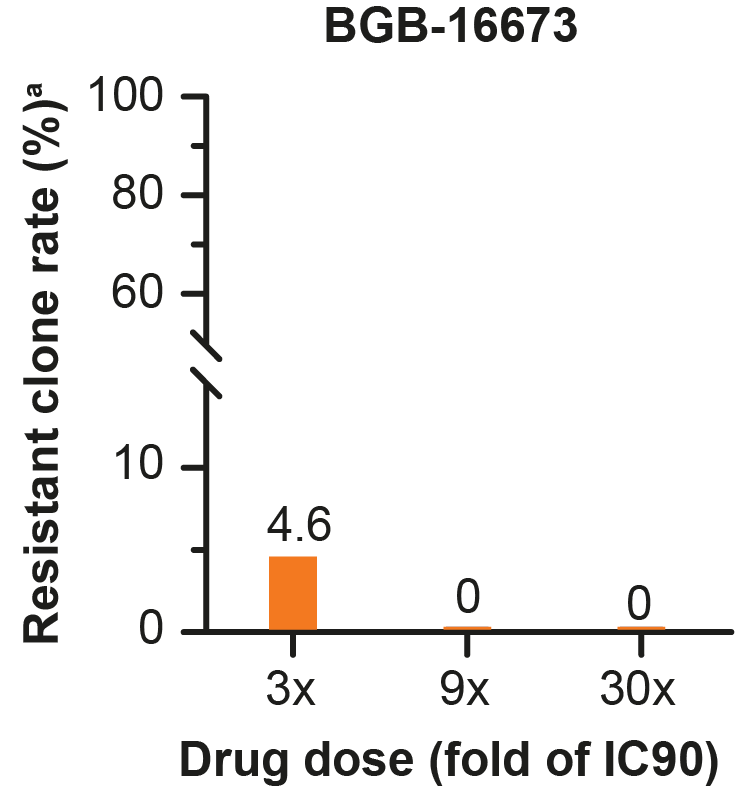 BGB-16673
Resistant clone rate (%)ᵃ
100
80
60
10
0
4.6
0
0
3x
9x
30x
Drug dose (fold of IC90)